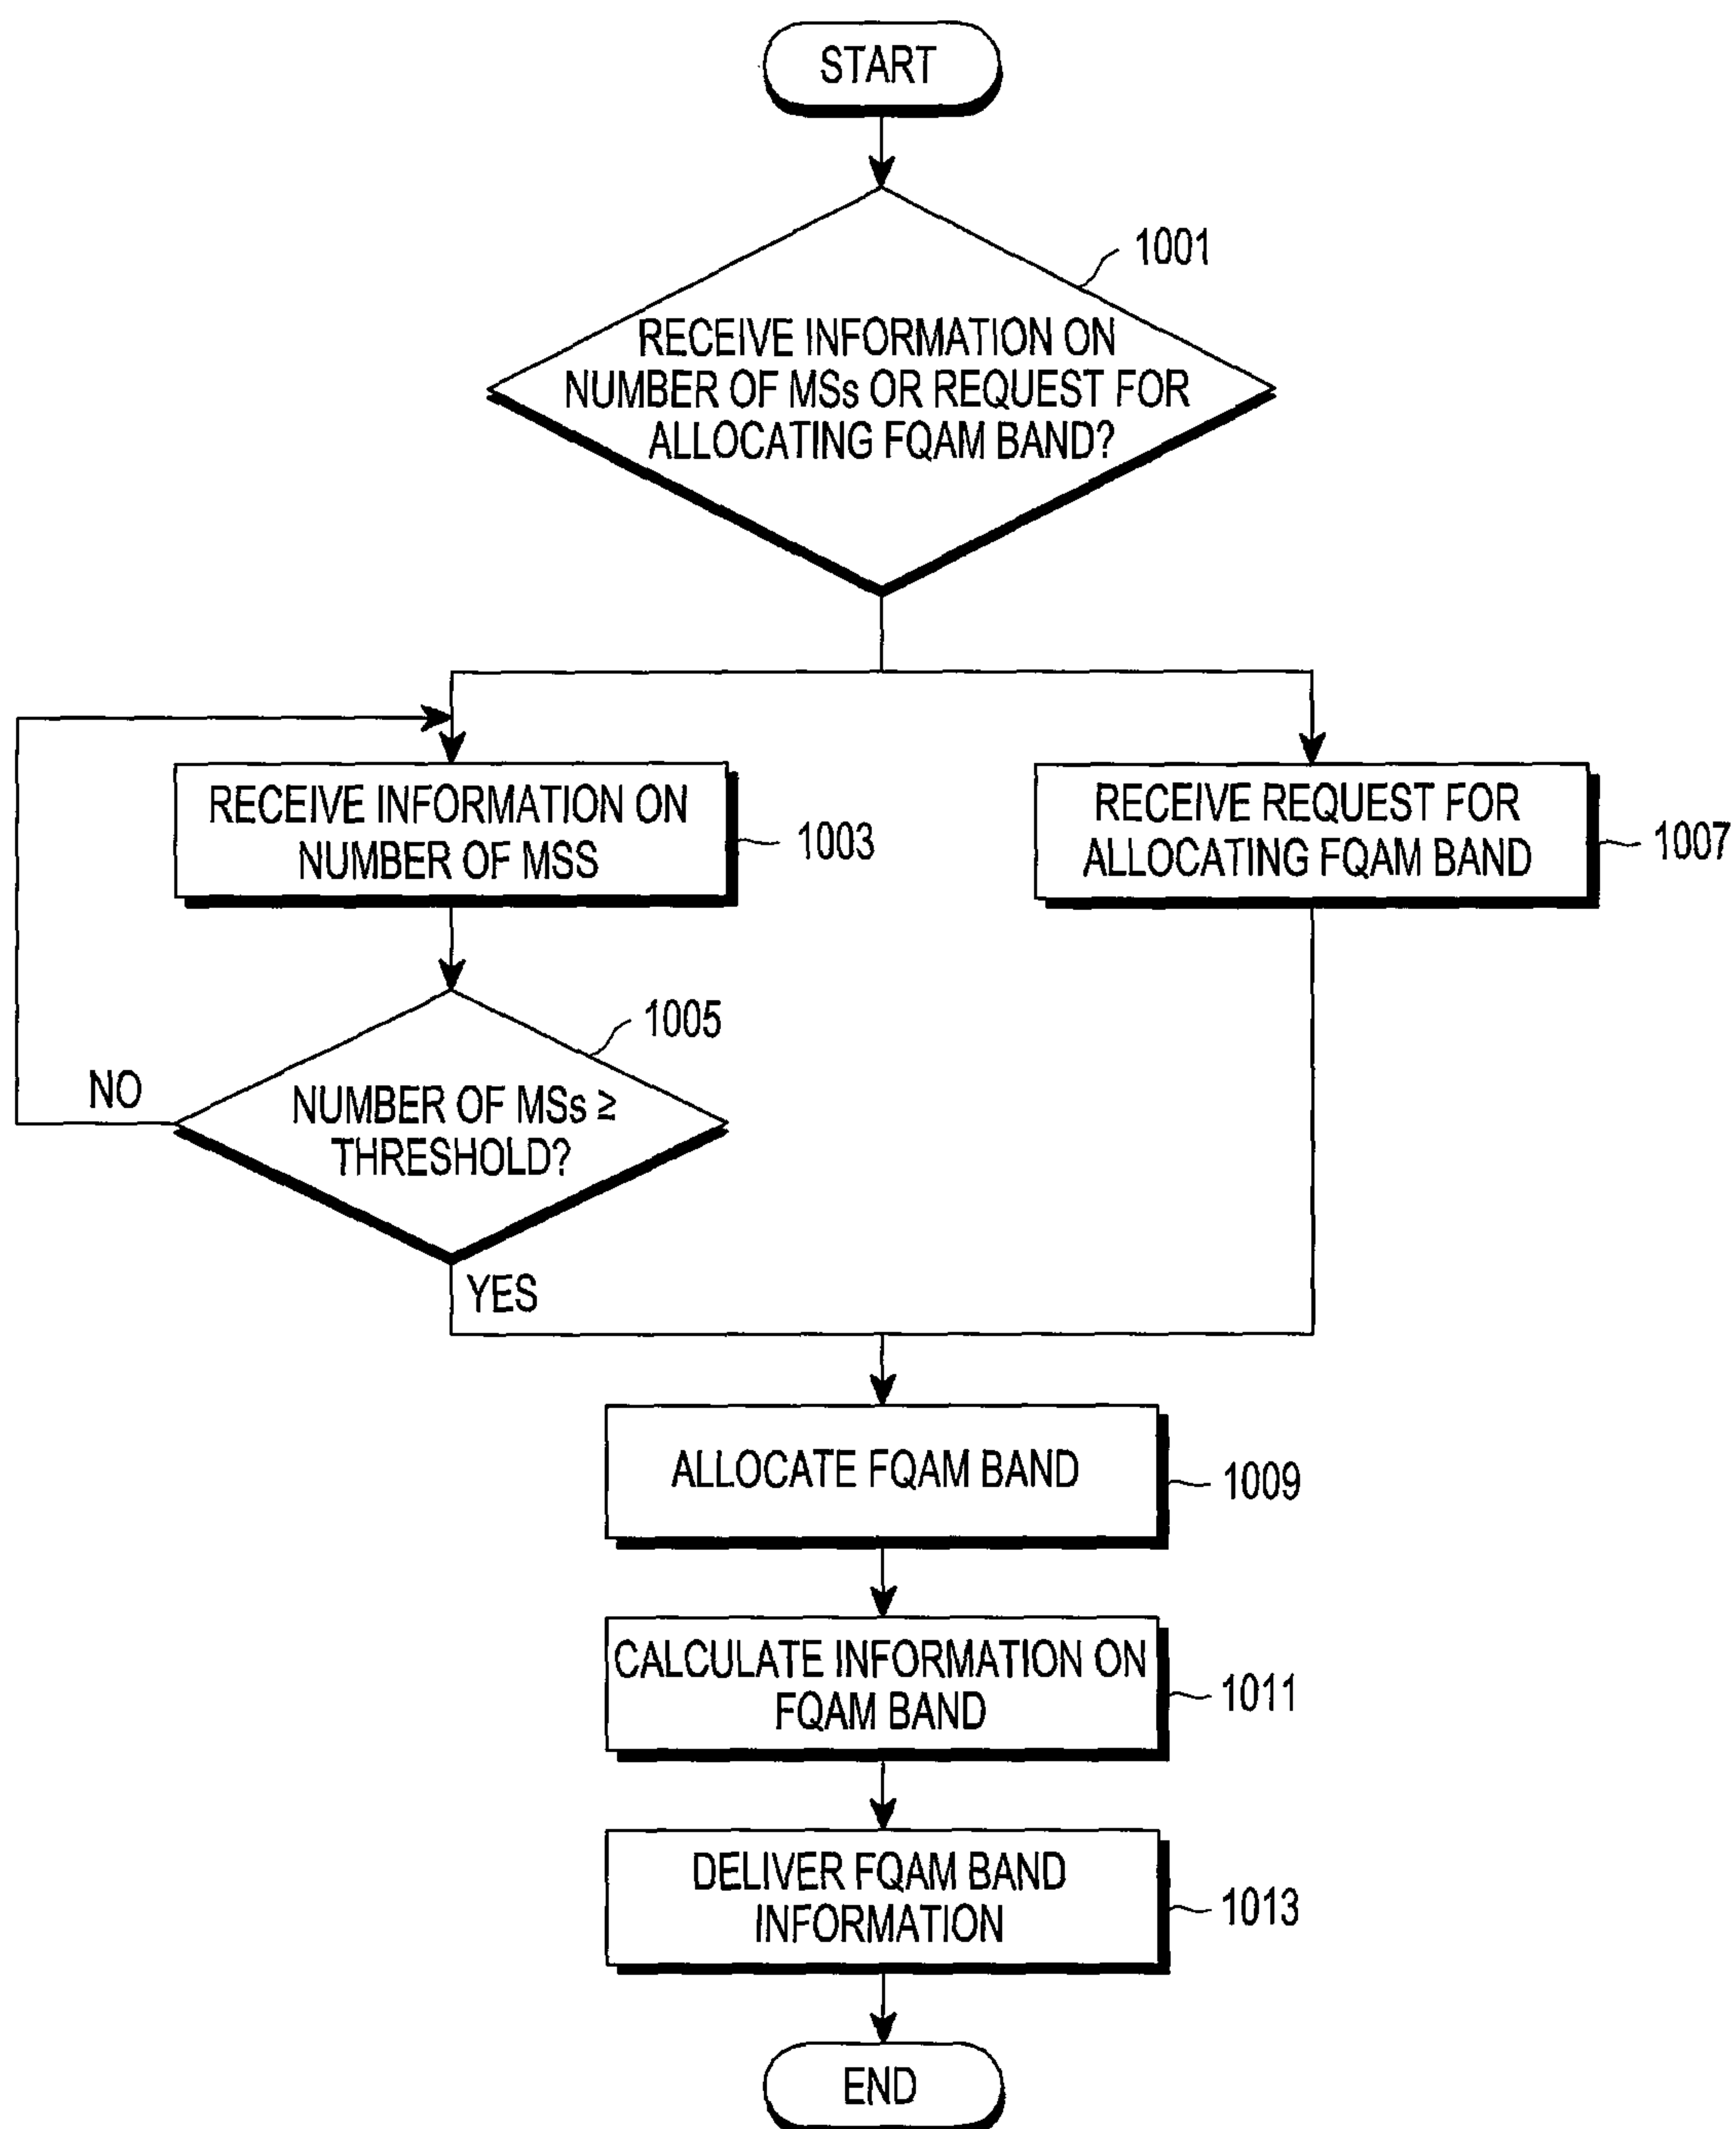 START
1001
RECEIVE INFORMATION ON
NUMBER OF MSs OR REQUEST FOR
ALLOCATING FQAM BAND?
RECEIVE INFORMATION ON
NUMBER OF MSS
1003
RECEIVE REQUEST FOR
ALLOCATING FQAM BAND
1007
1005
NO
NUMBER OF MSs ≥
THRESHOLD?
YES
ALLOCATE FQAM BAND
1009
CALCULATE INFORMATION ON
FQAM BAND
1011
DELIVER FQAM BAND
INFORMATION
1013
END